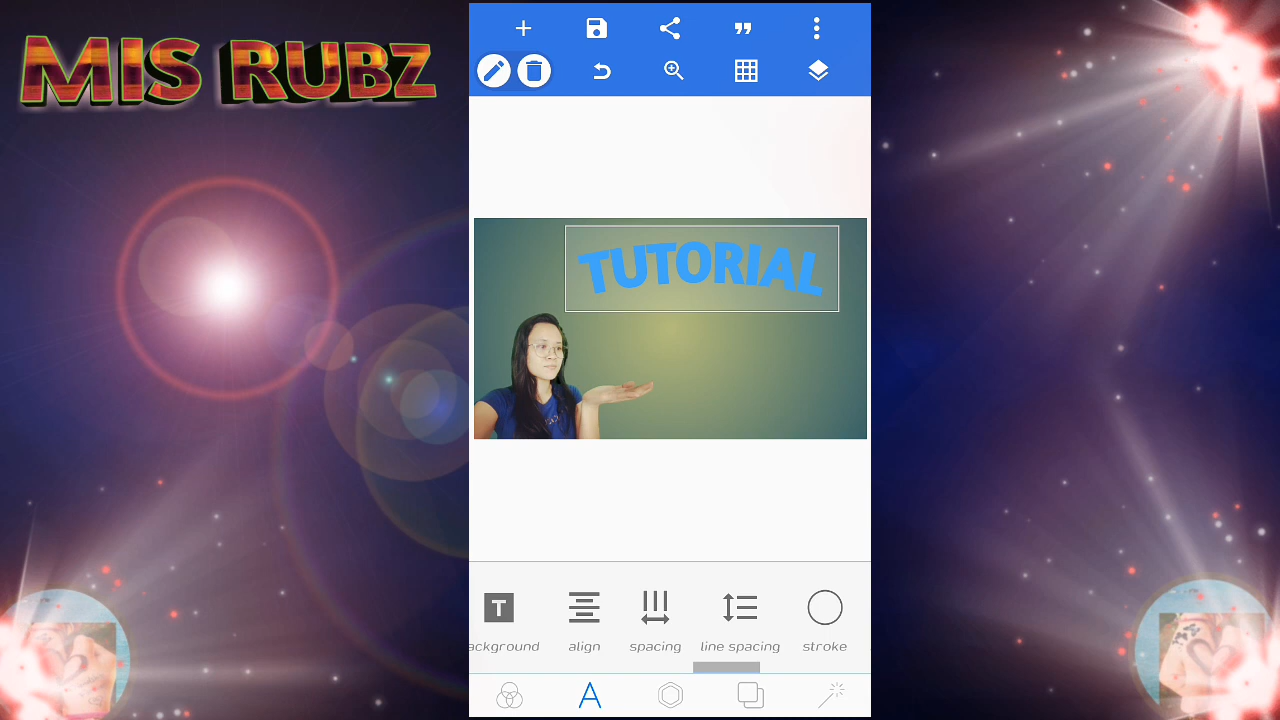 MIS RUBZ
TUTORIAL
T
ackground
align
spacing
line spacing
stroke
A